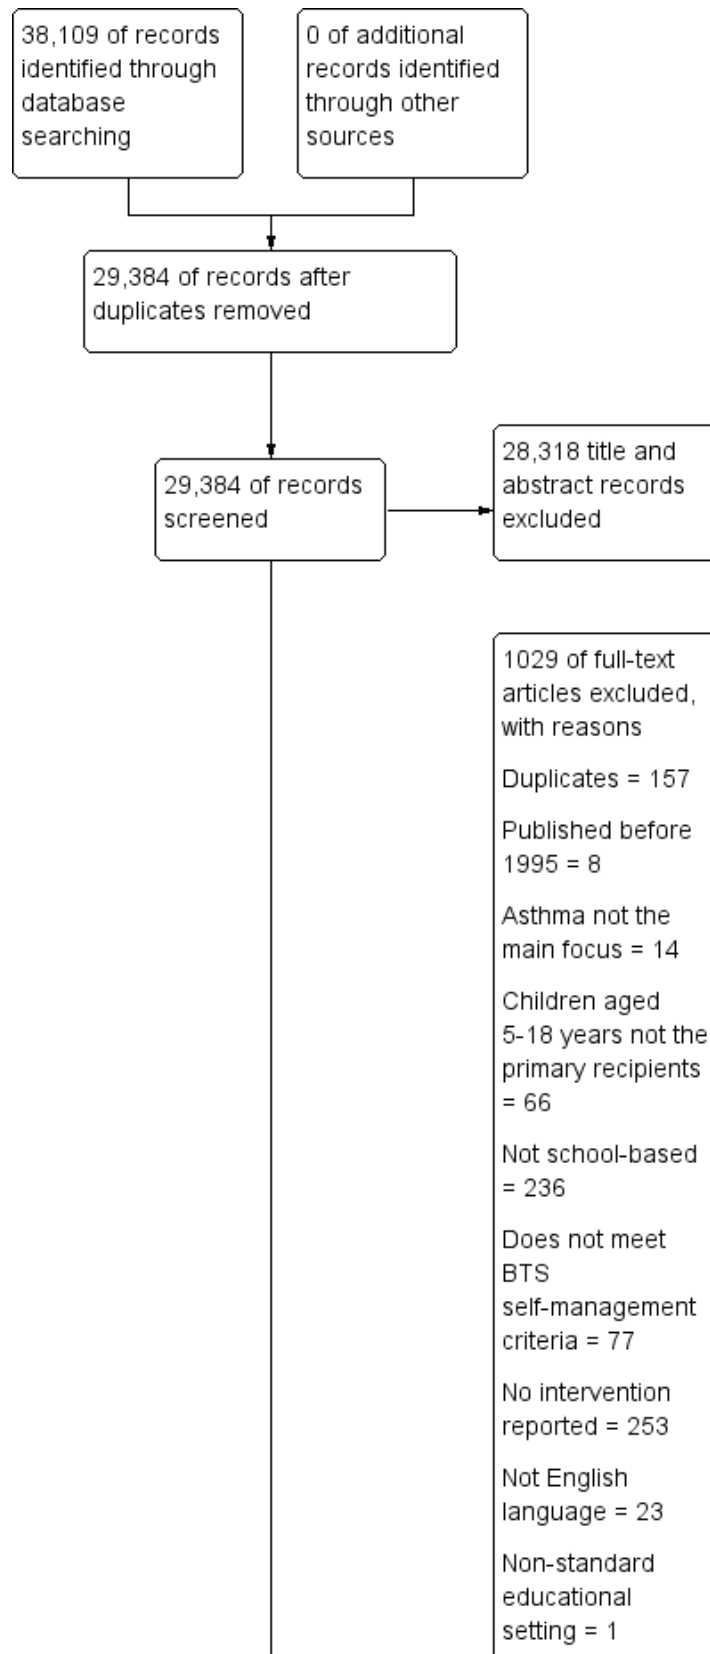 38,109 of records
identified through
database
searching
0 of additional
records identified
through other
sources
29,384 of records after
duplicates removed
29,384 of records
screened
28,318 title and
abstract records
excluded
1029 of full-text
articles excluded,
with reasons
Duplicates = 157
Published before
1995 = 8
Asthma not the
main focus = 14
Children aged
5-18 years not the
primary recipients
= 66
Not school-based
= 236
Does not meet
BTS
self-management
criteria = 77
No intervention
reported = 253
Not English
language = 23
Non-standard
educational
setting = 1